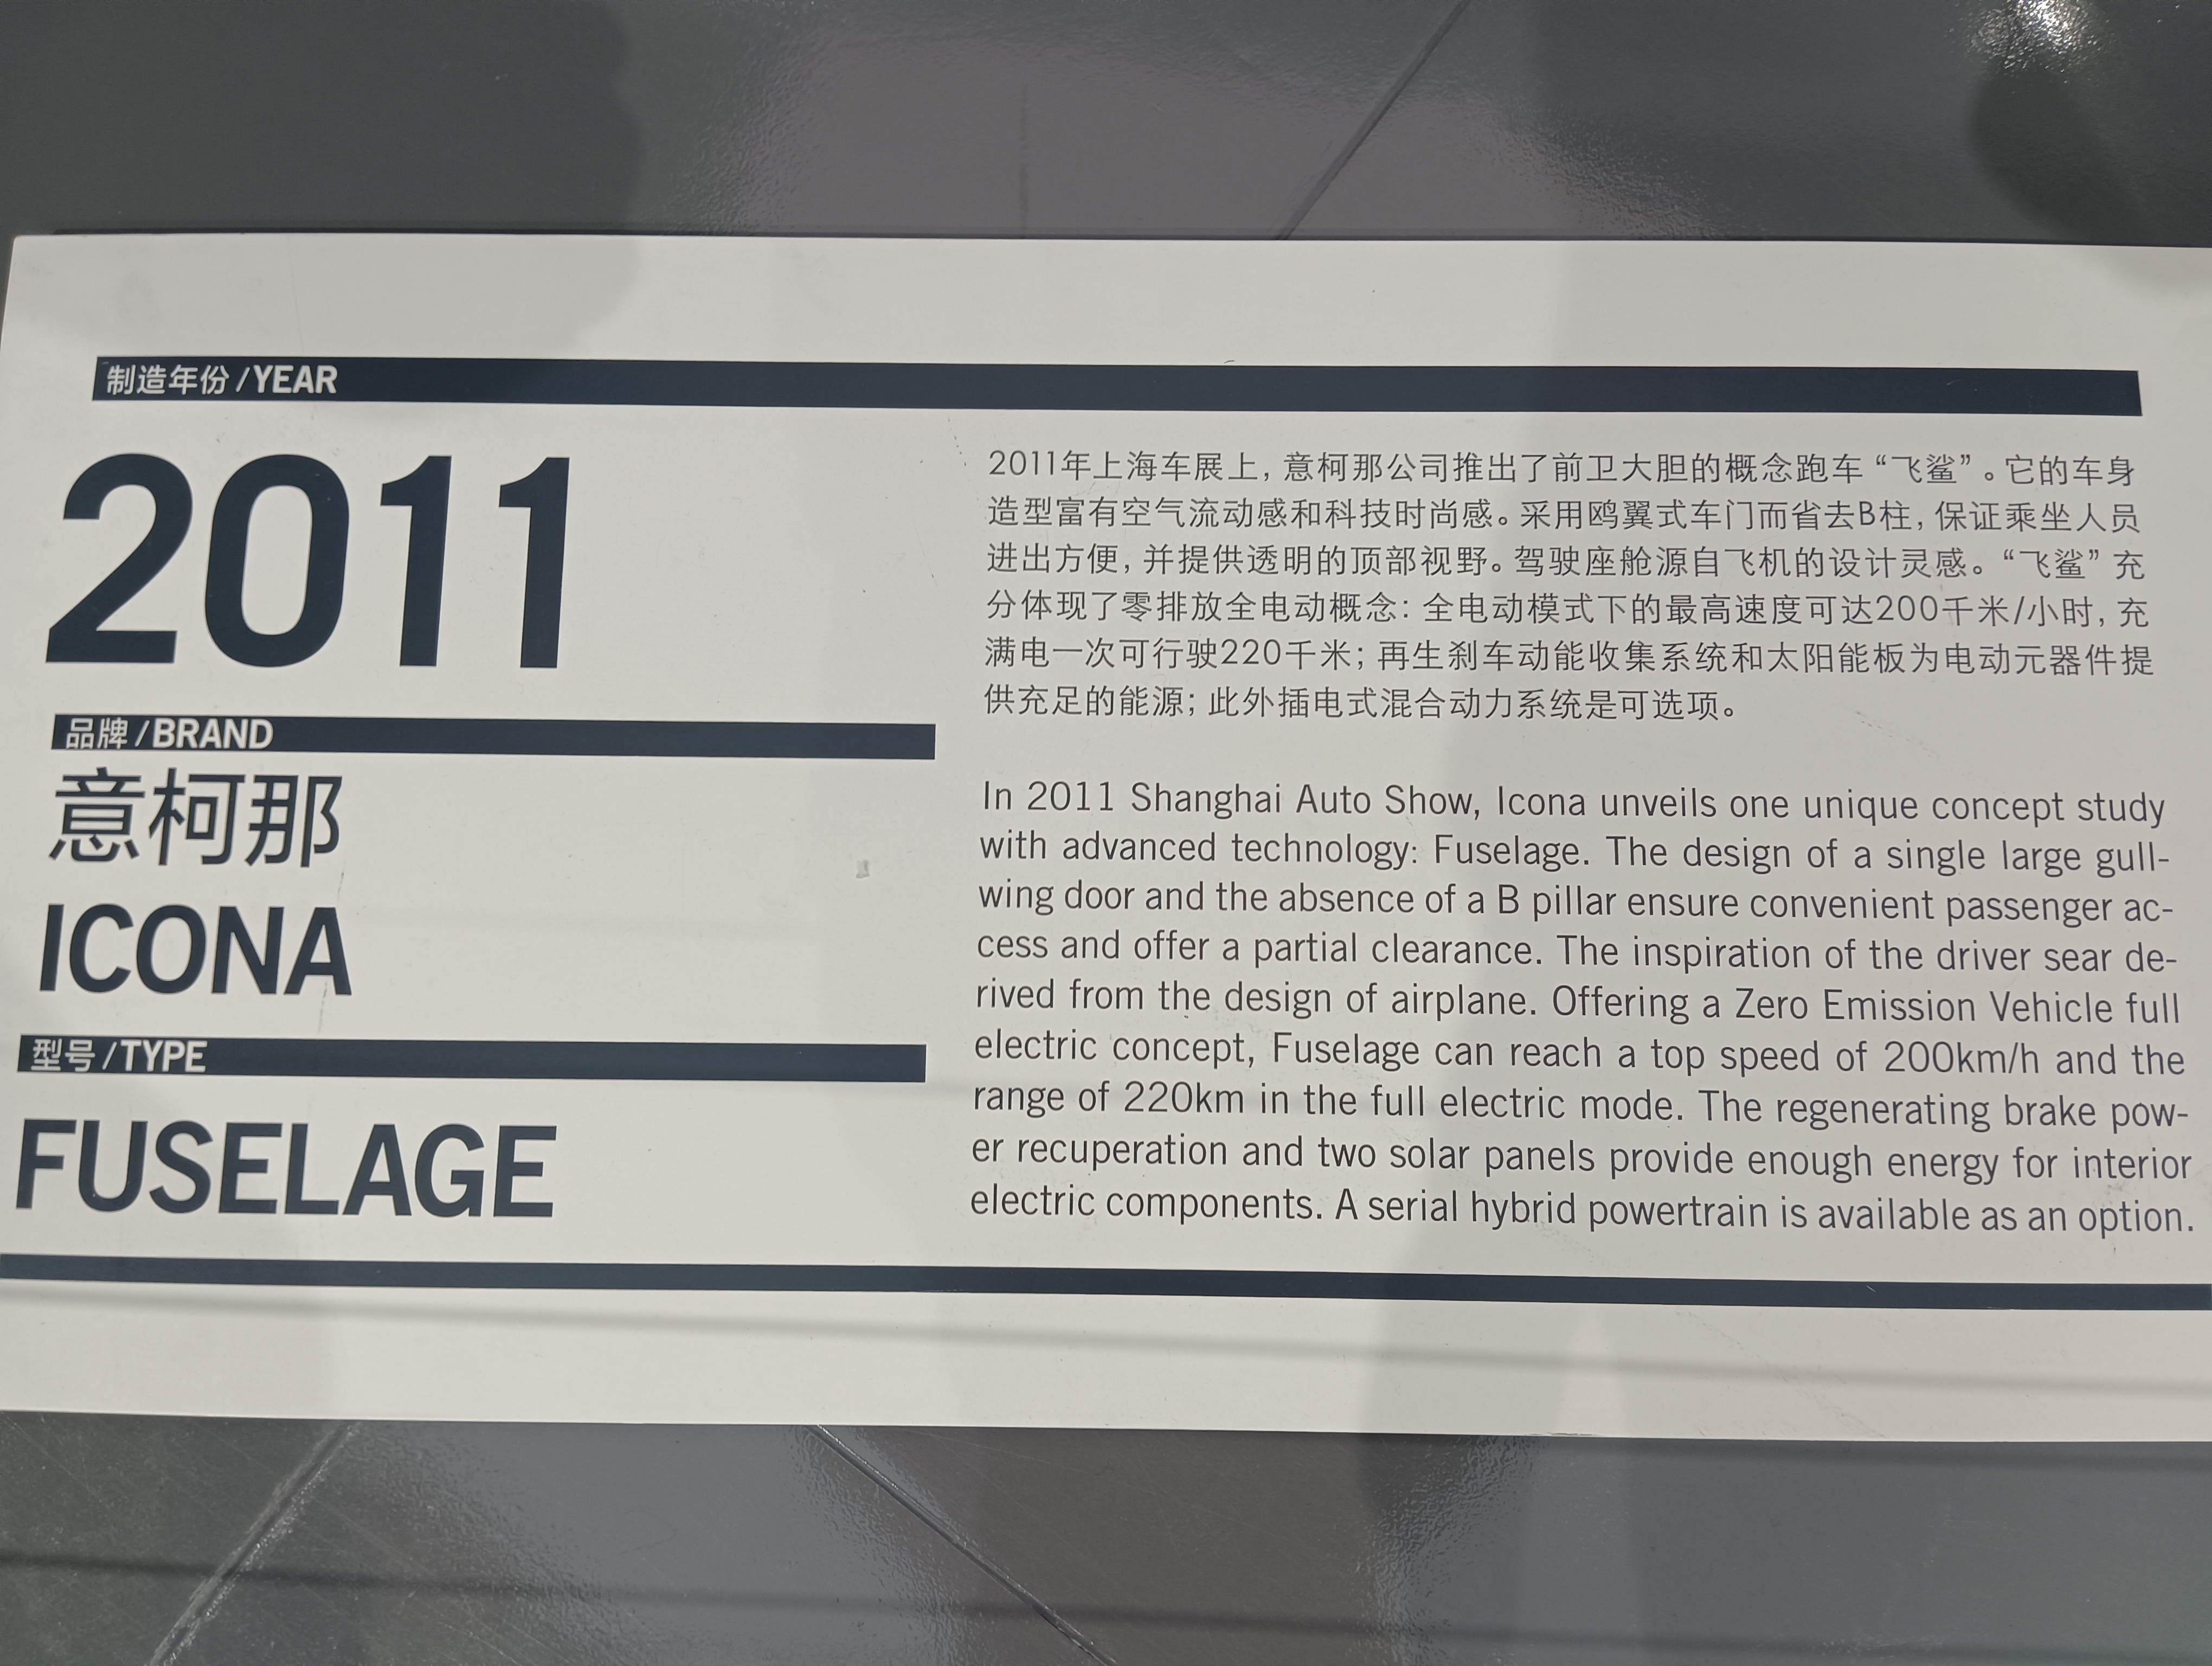 制造年份/YEAR
2011
品牌/BRAND
意柯那
ICONA
型号/TYPE
FUSELAGE
2011年上海车展上，意柯那公司推出了前卫大胆的概念跑车“飞鲨”。它的车身
造型富有空气流动感和科技时尚感。采用鸥翼式车门而省去B柱，保证乘坐人员
进出方便，并提供透明的顶部视野。驾驶座舱源自飞机的设计灵感。“飞鲨”充
分体现了零排放全电动概念：全电动模式下的最高速度可达200千米/小时，充
满电一次可行驶220千米；再生刹车动能收集系统和太阳能板为电动元器件提
供充足的能源；此外插电式混合动力系统是可选项。
In 2011 Shanghai Auto Show, Icona unveils one unique concept study
with advanced technology: Fuselage. The design of a single large gull-
wing door and the absence of a B pillar ensure convenient passenger ac-
cess and offer a partial clearance. The inspiration of the driver sear de-
rived from the design of airplane. Offering a Zero Emission Vehicle full
electric concept, Fuselage can reach a top speed of 200km/h and the
range of 220km in the full electric mode. The regenerating brake pow-
er recuperation and two solar panels provide enough energy for interior
electric components. A serial hybrid powertrain is available as an option.